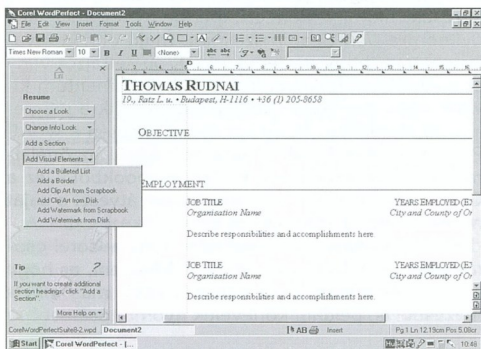 Corel WordPerfect - Document2
File Edit View Insert Format Tools Window Help
Times New Roman 10 B I U <None> abc abc
Resume
Choose a Look
Change Info Look
Add a Section
Add Visual Elements
Add a Bulleted List
Add a Border
Add Clip Art from Scrapbook
Add Clip Art from Disk
Add Watermark from Scrapbook
Add Watermark from Disk
Tip
If you want to create additional
section headings, click "Add a
Section".
More Help on
THOMAS RUDNAI
19., Ratz L. u. • Budapest, H-1116 • +36 (1) 205-8658
OBJECTIVE
EMPLOYMENT
JOB TITLE YEARS EMPLOYED (EX
Organisation Name City and County of Or
Describe responsibilities and accomplishments here.
JOB TITLE YEARS EMPLOYED (EX
Organisation Name City and County of Or
Describe responsibilities and accomplishments here.
CorelWordPerfectSuite8-2.wpd Document2 AB Insert Pg 1 Ln 12.19cm Pos 5.08cm
Start Corel WordPerfect - [... 10:46